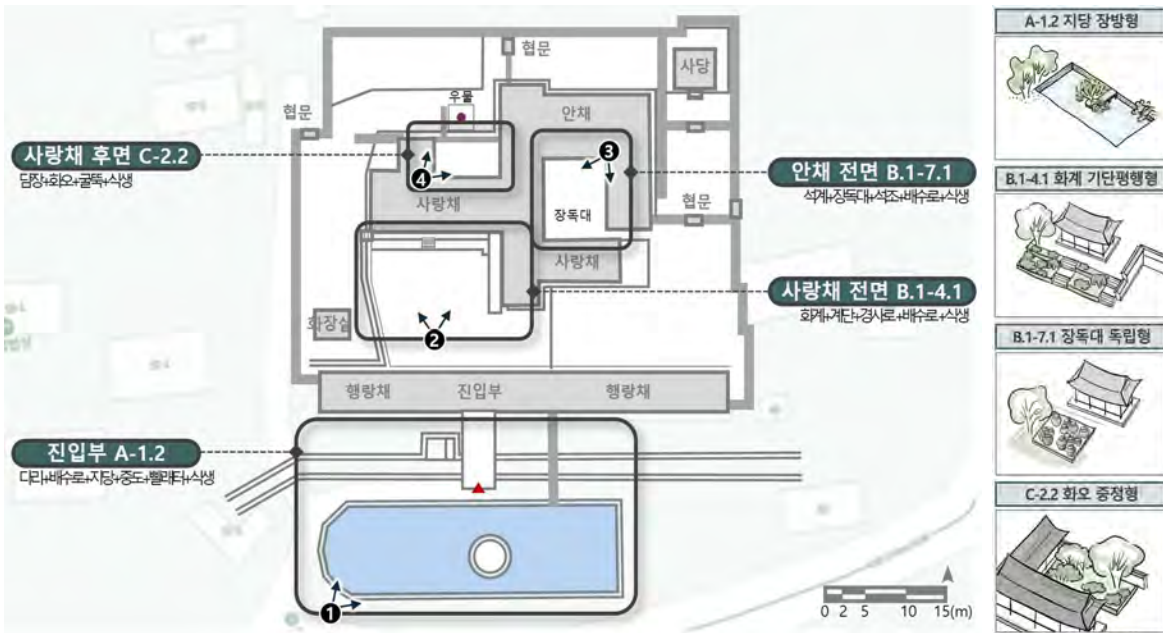 협문
사당
우물
안채
협문
사랑채 후면 C-2.2
담장+화오+굴뚝+식생
❸
❹
안채 전면 B.1-7.1
석계+장독대+석조+배수로+식생
사랑채
장독대
협문
사랑채
사랑채 전면 B.1-4.1
화계+계단+경사로+배수로+식생
화장실
❷
행랑채
진입부
행랑채
진입부 A-1.2
다리+배수로+지당+중도+빨래터+식생
❶
0 2 5 10 15(m)
A-1.2 지당 장방형
B.1-4.1 화계 기단평행형
B.1-7.1 장독대 독립형
C-2.2 화오 중정형